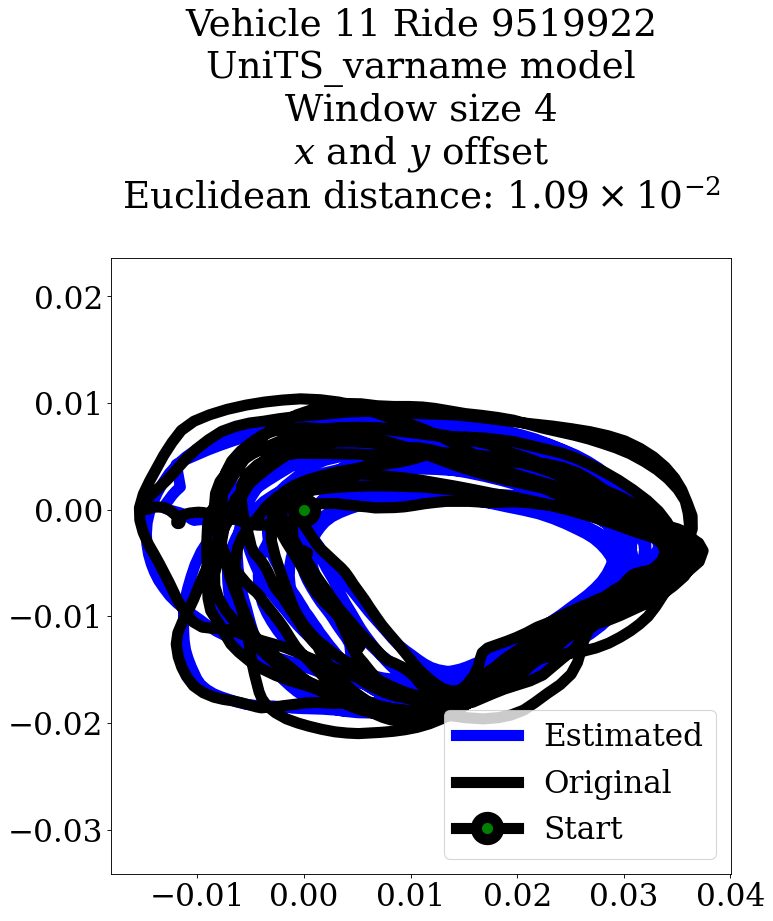 Vehicle 11 Ride 9519922
UniTS_varname model
Window size 4
x and y offset
Euclidean distance: 1.09 × 10⁻²
0.02
0.01
0.00
−0.01
−0.02
−0.03
Estimated
Original
Start
−0.01 0.00 0.01 0.02 0.03 0.04